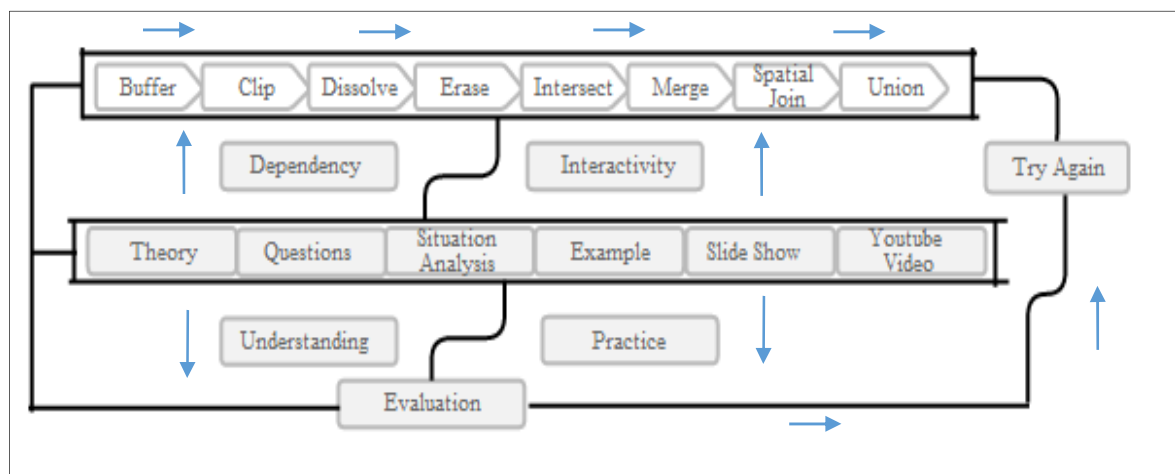 Buffer
Clip
Dissolve
Erase
Intersect
Merge
Spatial
Join
Union
Dependency
Interactivity
Try Again
Theory
Questions
Situation
Analysis
Example
Slide Show
Youtube
Video
Understanding
Practice
Evaluation